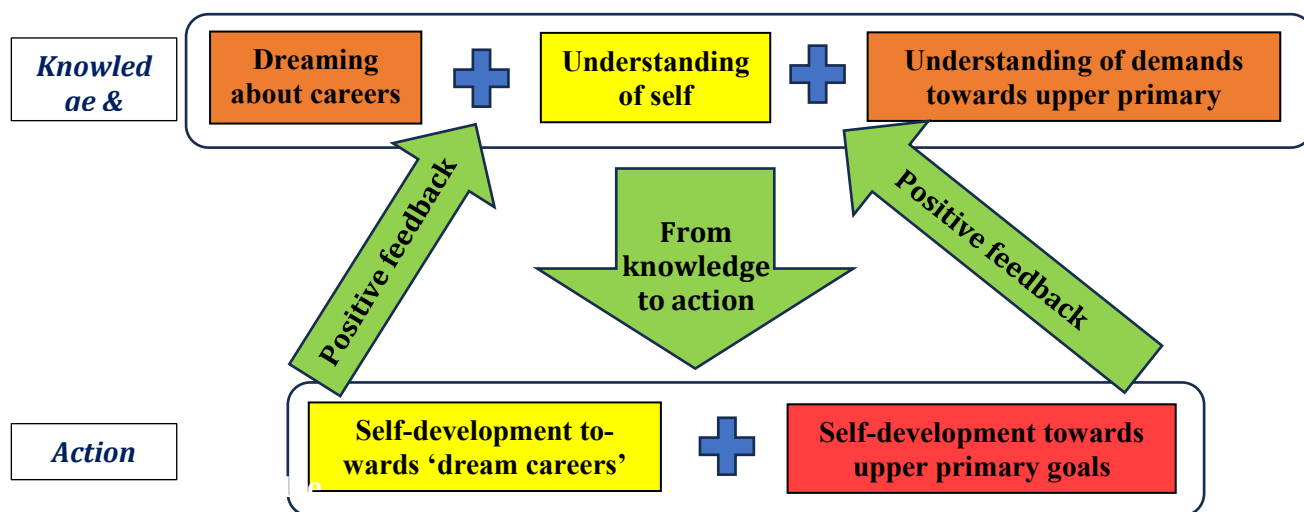 Knowled
ge &
Dreaming
about careers
Understanding
of self
Understanding of demands
towards upper primary
Positive feedback
From
knowledge
to action
Positive feedback
Action
Self-development to-
wards ‘dream careers’
Self-development towards
upper primary goals